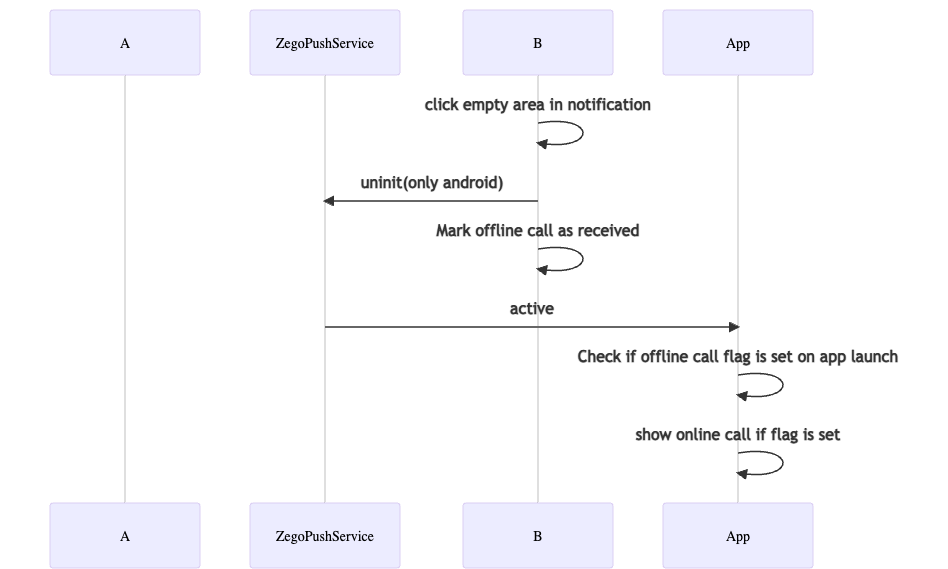 A
ZegoPushService
B
App
click empty area in notification
uninit(only android)
Mark offline call as received
active
Check if offline call flag is set on app launch
show online call if flag is set
A
ZegoPushService
B
App